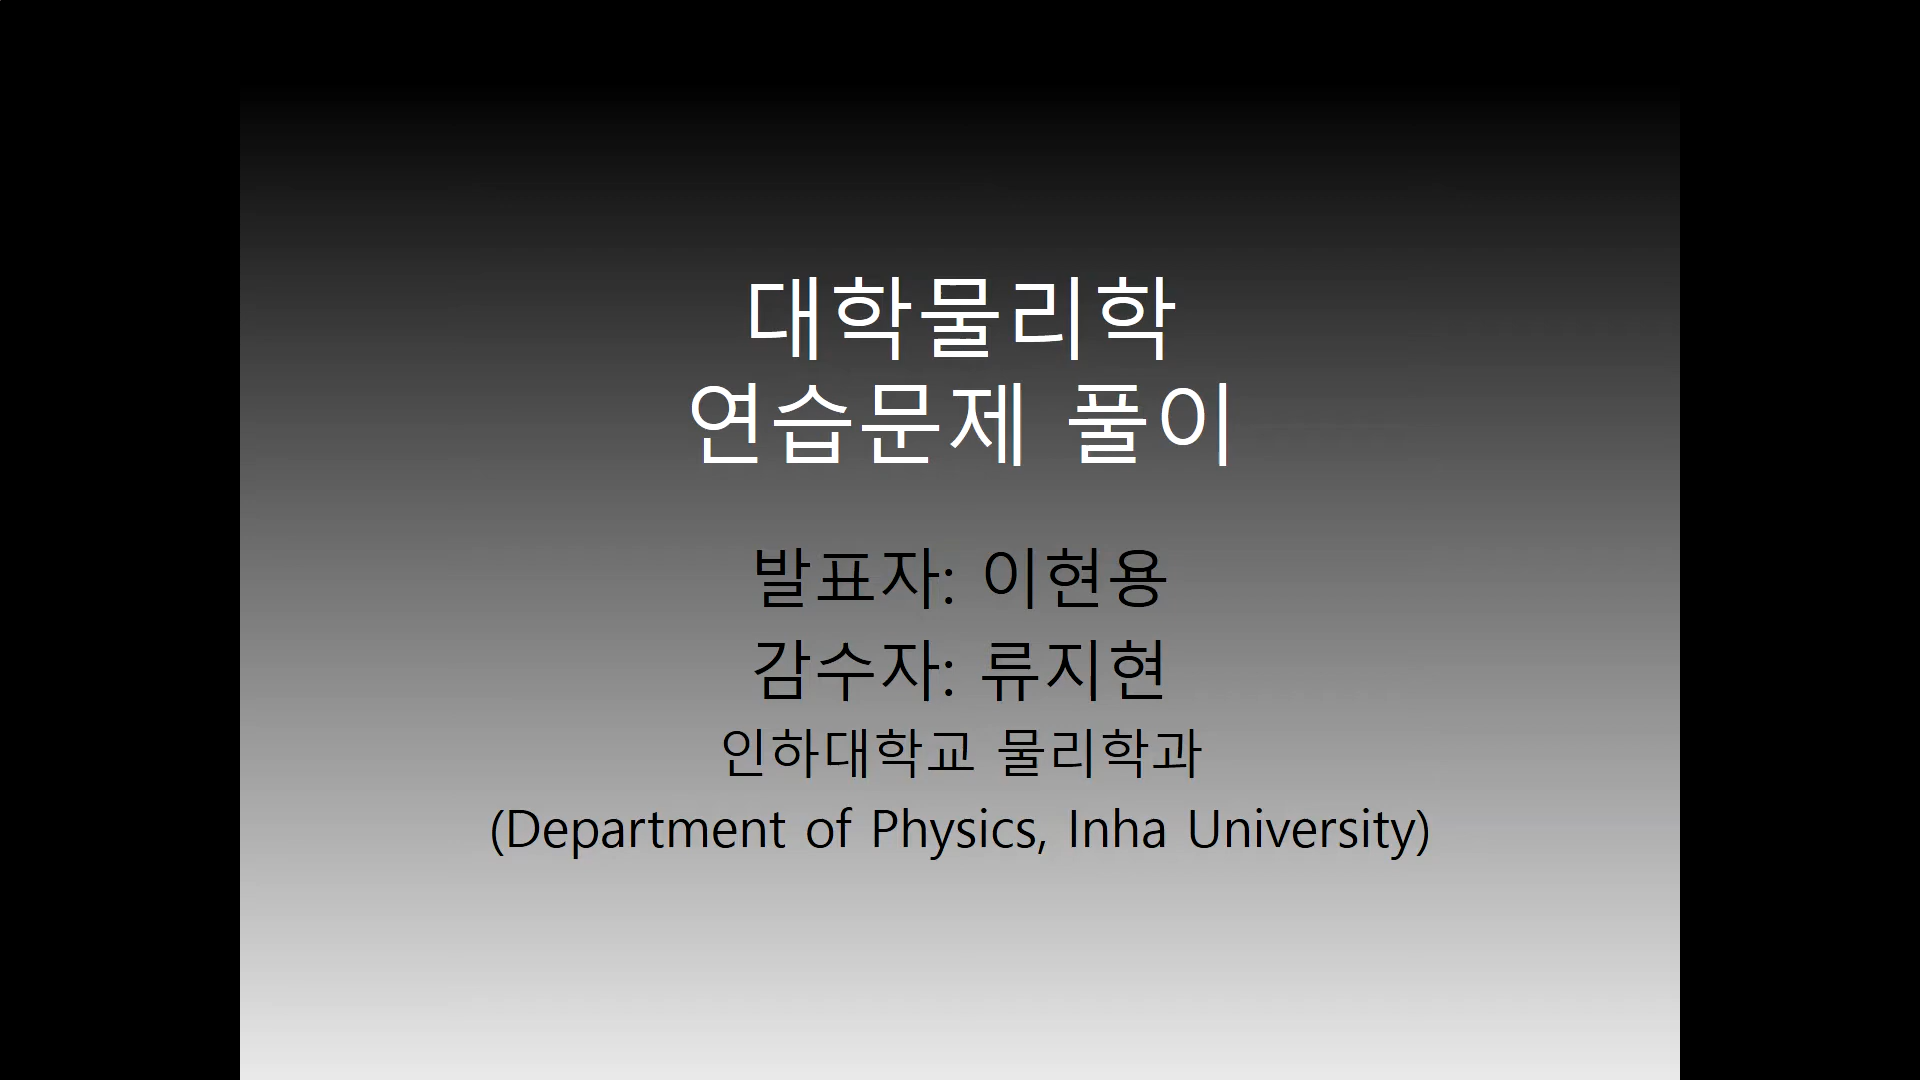 대학물리학
연습문제 풀이
발표자: 이현용
감수자: 류지현
인하대학교 물리학과
(Department of Physics, Inha University)